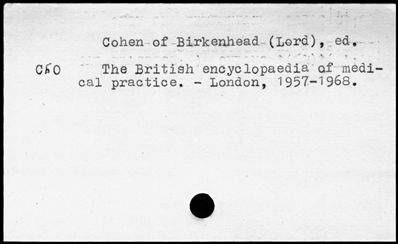 Cohen of Birkenhead (Lord), ed.
C60 The British encyclopaedia of medi-
cal practice. - London, 1957-1968.